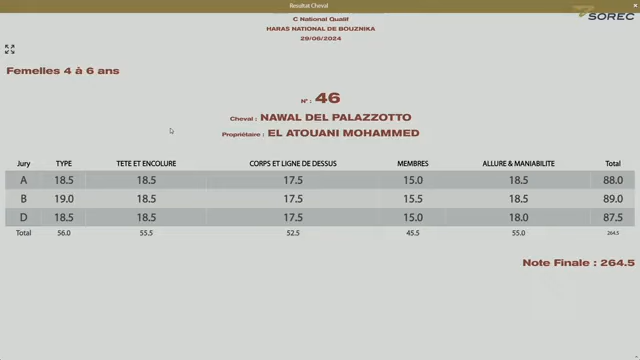 Resultat Cheval
SOREC
C National Qualif
HARAS NATIONAL DE BOUZNIKA
29/06/2024
Femelles 4 à 6 ans
N° : 46
Cheval : NAWAL DEL PALAZZOTTO
Propriétaire : EL ATOUANI MOHAMMED
Jury TYPE TETE ET ENCOLURE CORPS ET LIGNE DE DESSUS MEMBRES ALLURE & MANIABILITE Total
A 18.5 18.5 17.5 15.0 18.5 88.0
B 19.0 18.5 17.5 15.5 18.5 89.0
D 18.5 18.5 17.5 15.0 18.0 87.5
Total 56.0 55.5 52.5 45.5 55.0 264.5
Note Finale : 264.5